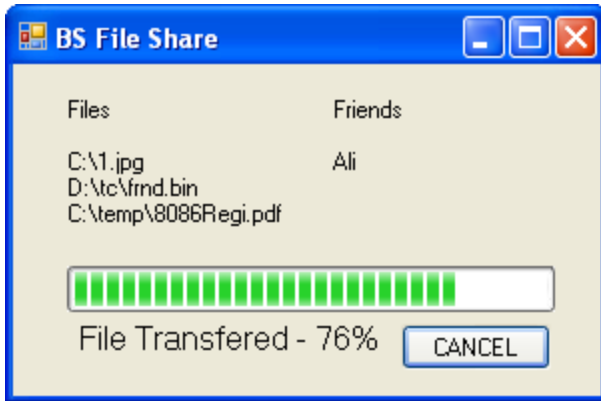 BS File Share
Files Friends
C:\1.jpg Ali
D:\tc\frnd.bin
C:\temp\8086Regi.pdf
File Transfered - 76% CANCEL